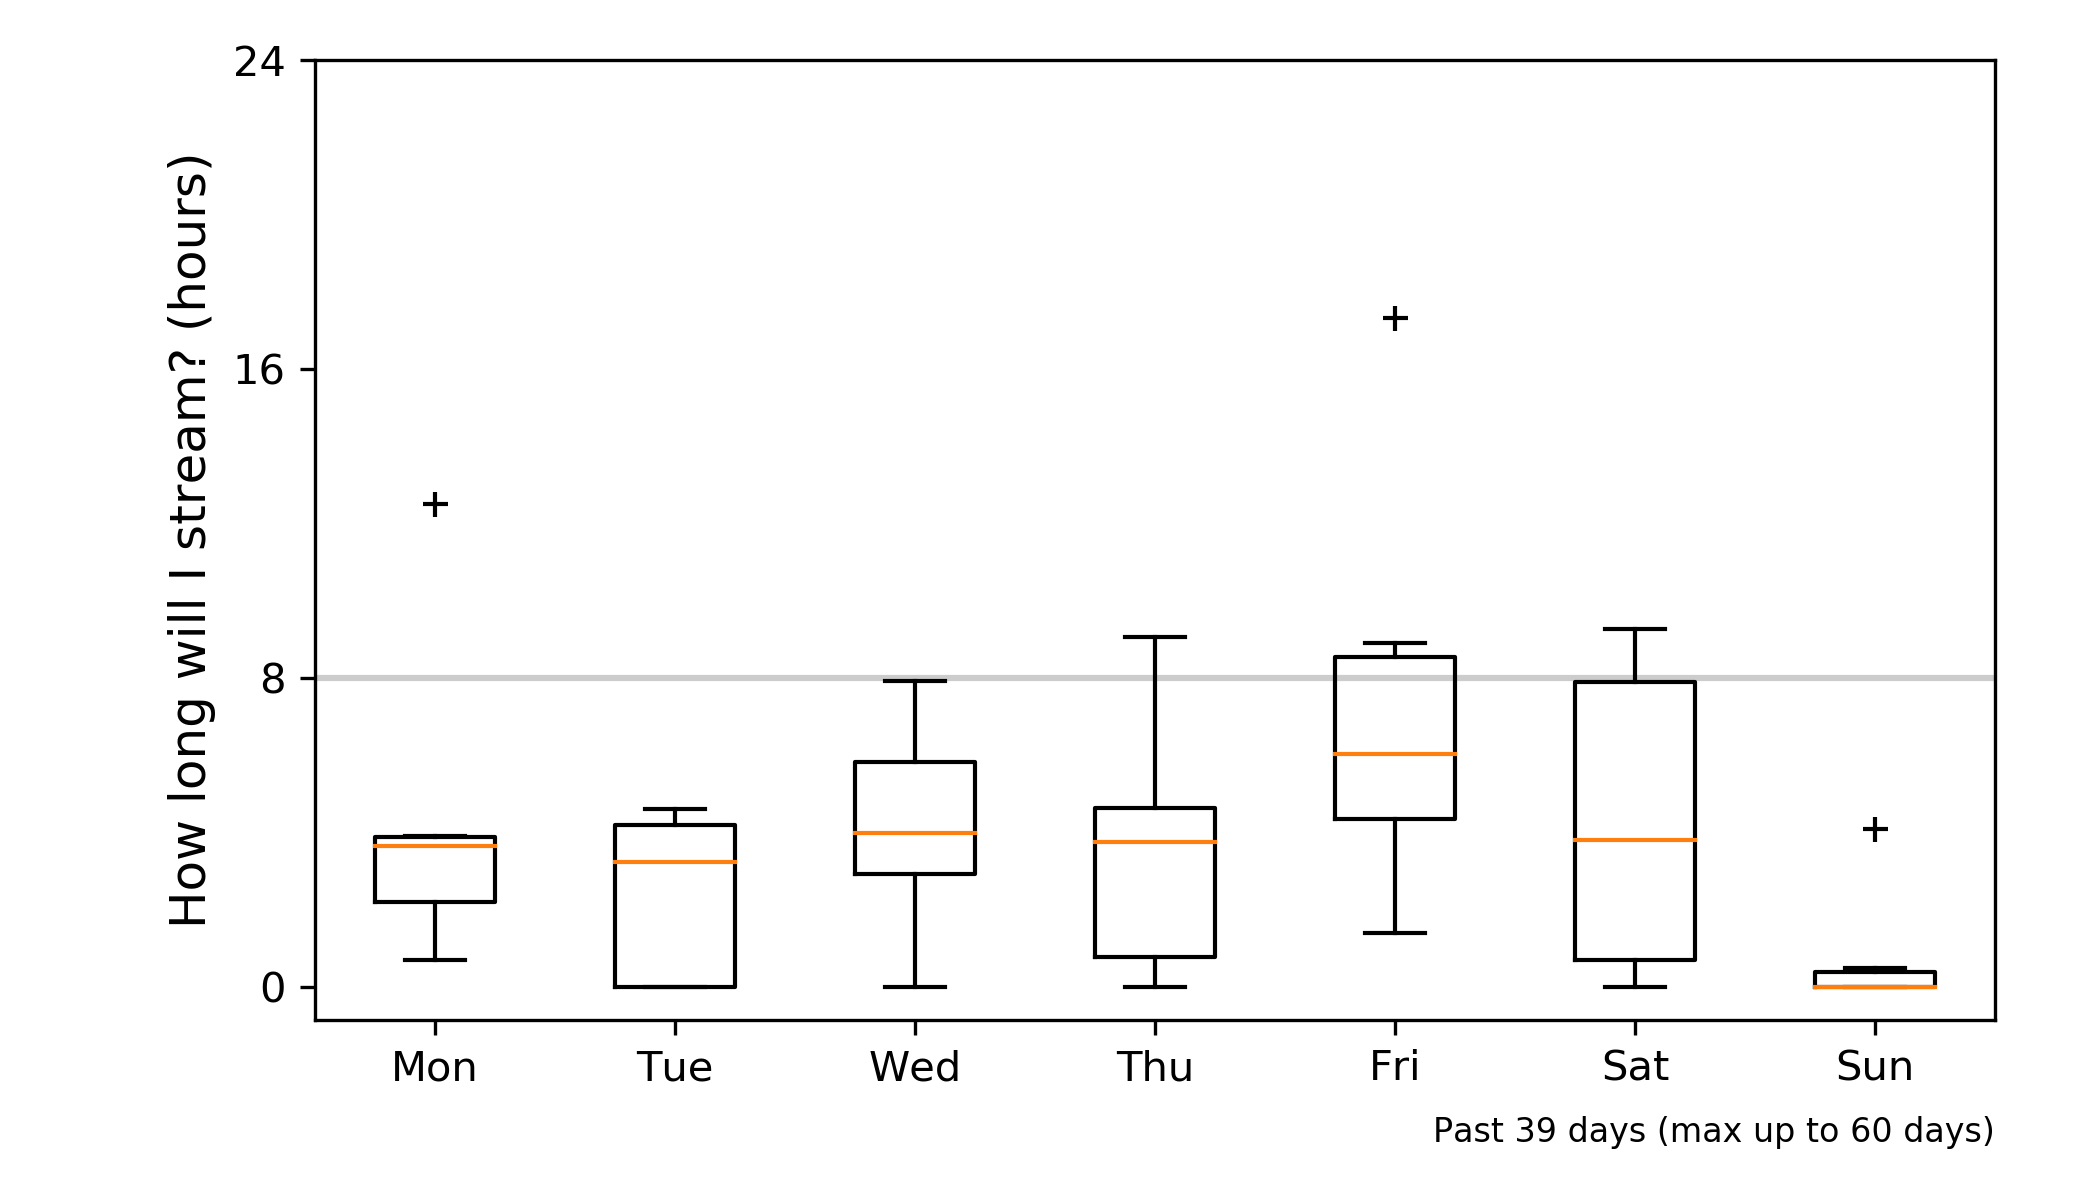 How long will I stream? (hours)
24
16
8
0
Mon Tue Wed Thu Fri Sat Sun
Past 39 days (max up to 60 days)